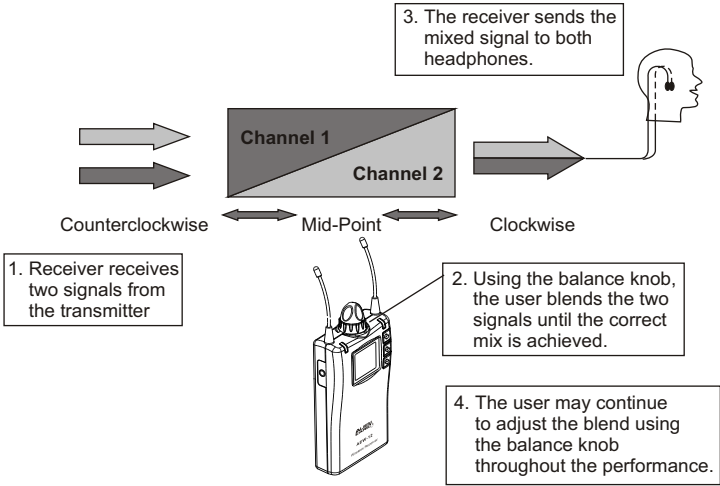 3. The receiver sends the
mixed signal to both
headphones.
Channel 1
Channel 2
Counterclockwise
Mid-Point
Clockwise
1. Receiver receives
two signals from
the transmitter
2. Using the balance knob,
the user blends the two
signals until the correct
mix is achieved.
4. The user may continue
to adjust the blend using
the balance knob
throughout the performance.